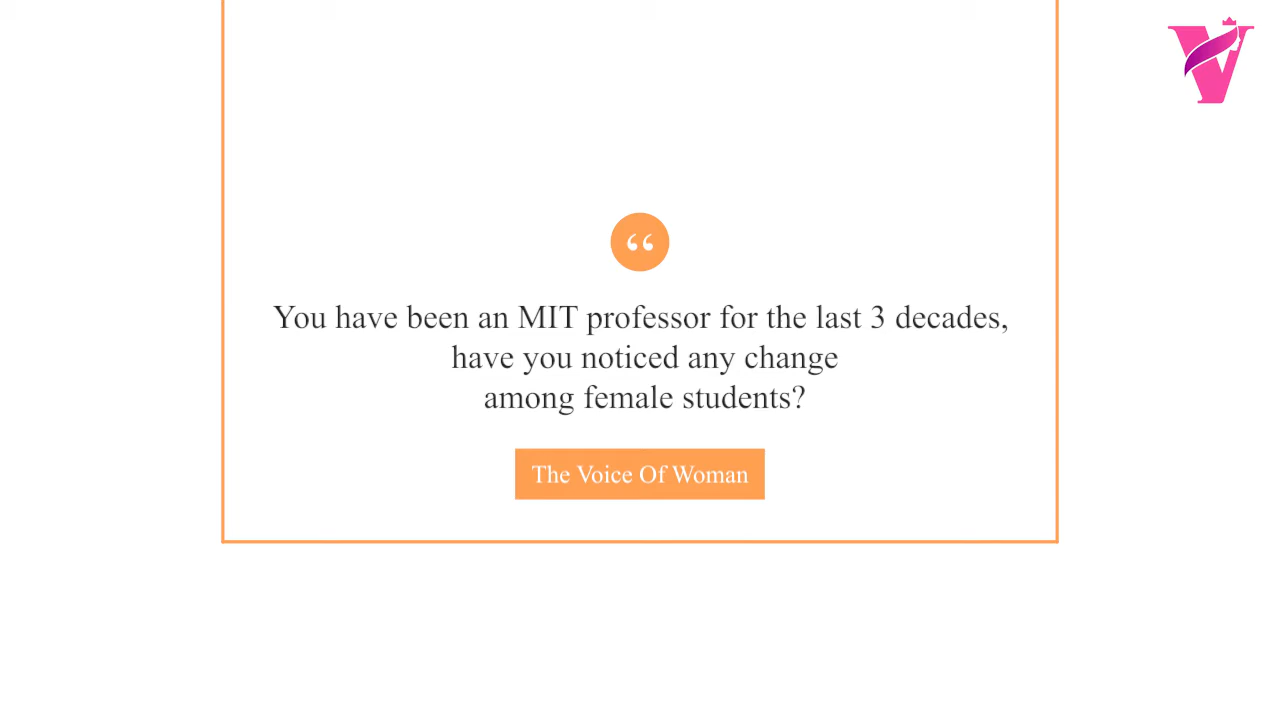 “
You have been an MIT professor for the last 3 decades,
have you noticed any change
among female students?
The Voice Of Woman